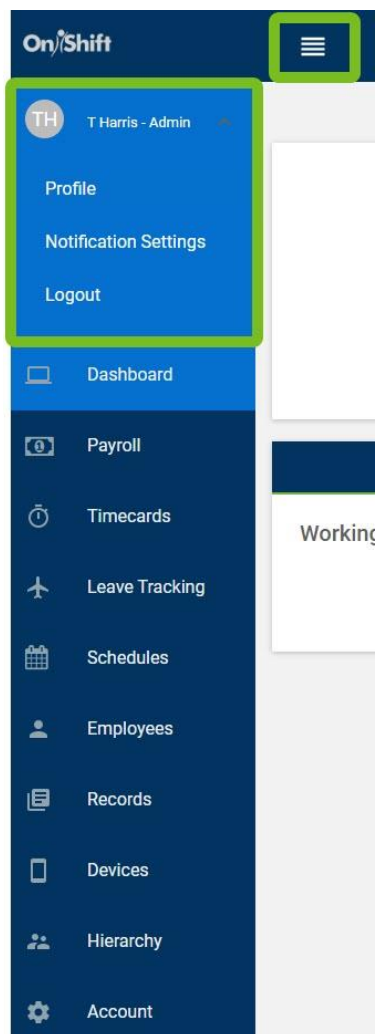 OnShift
TH
T Harris - Admin
Profile
Notification Settings
Logout
Dashboard
Payroll
Timecards
Leave Tracking
Schedules
Employees
Records
Devices
Hierarchy
Account
Working